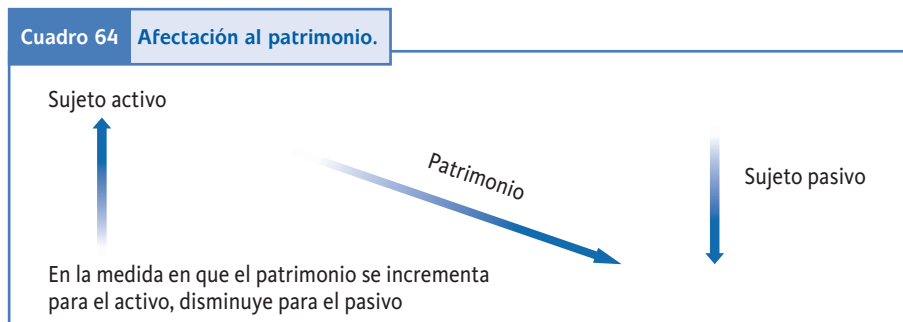 Cuadro 64 Afectación al patrimonio.
Sujeto activo
Patrimonio
Sujeto pasivo
En la medida en que el patrimonio se incrementa
para el activo, disminuye para el pasivo